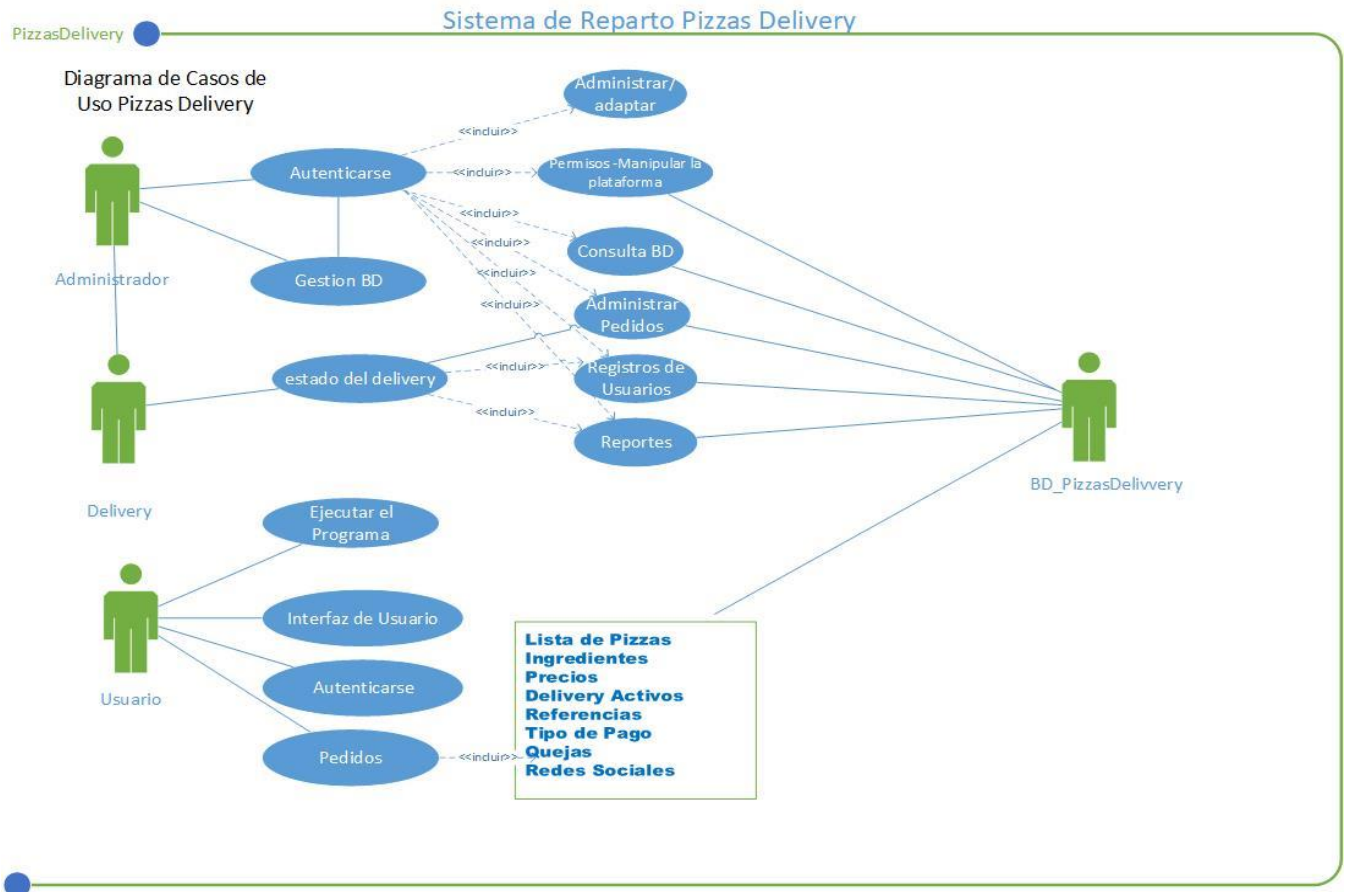 Sistema de Reparto Pizzas Delivery
PizzasDelivery
Diagrama de Casos de
Uso Pizzas Delivery
Administrar/
adaptar
<<incluir>>
Autenticarse
<<incluir>>
Permisos -Manipular la
plataforma
<<incluir>>
<<incluir>>
Consulta BD
Administrador
Gestion BD
<<incluir>>
<<incluir>>
Administrar
Pedidos
estado del delivery
<<incluir>>
Registros de
Usuarios
<<incluir>>
Reportes
BD_PizzasDelivvery
Delivery
Ejecutar el
Programa
Interfaz de Usuario
Lista de Pizzas
Ingredientes
Precios
Delivery Activos
Referencias
Tipo de Pago
Quejas
Redes Sociales
Autenticarse
Usuario
Pedidos
<<incluir>>